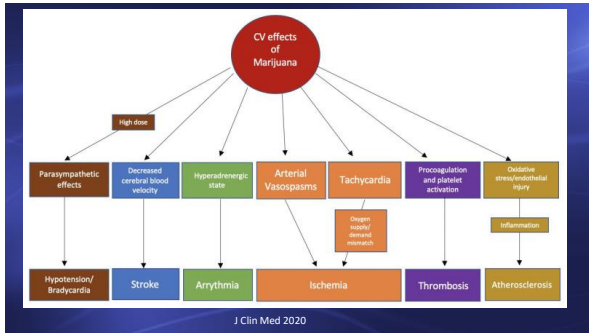 CV effects
of
Marijuana
High dose
Parasympathetic
effects
Decreased
cerebral blood
velocity
Hyperadrenergic
state
Arterial
Vasospasms
Tachycardia
Procoagulation
and platelet
activation
Oxidative
stress/endothelial
injury
Oxygen
supply/
demand
mismatch
Inflammation
Hypotension/
Bradycardia
Stroke
Arrythmia
Ischemia
Thrombosis
Atherosclerosis
J Clin Med 2020